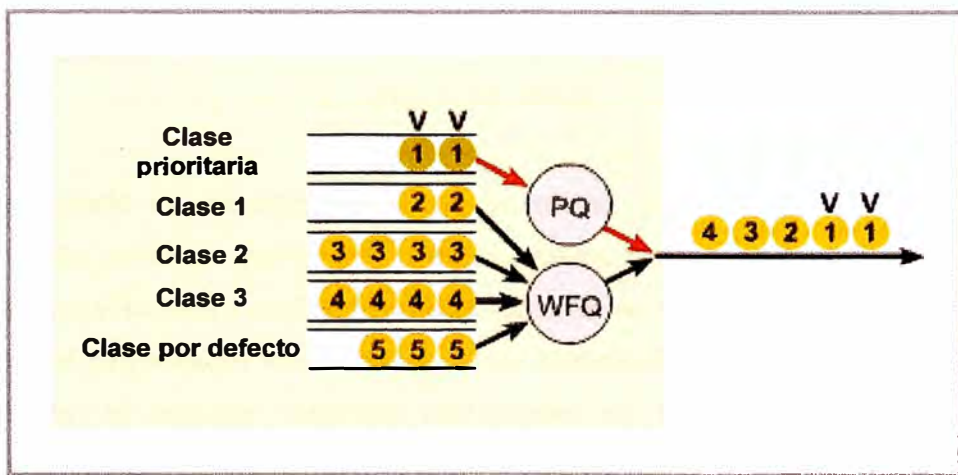 V V
Clase
prioritaria
1 1
Clase 1
2 2
PQ
V V
4 3 2 1 1
Clase 2
3 3 3 3
Clase 3
4 4 4 4
WFQ
Clase por defecto
5 5 5